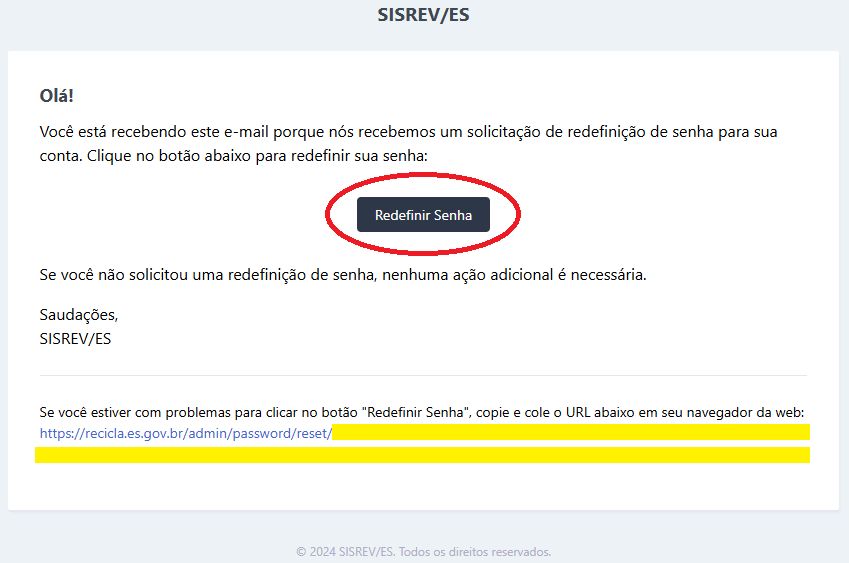 SISREV/ES
Olá!
Você está recebendo este e-mail porque nós recebemos um solicitação de redefinição de senha para sua
conta. Clique no botão abaixo para redefinir sua senha:
Redefinir Senha
Se você não solicitou uma redefinição de senha, nenhuma ação adicional é necessária.
Saudações,
SISREV/ES
Se você estiver com problemas para clicar no botão "Redefinir Senha", copie e cole o URL abaixo em seu navegador da web:
https://recicla.es.gov.br/admin/password/reset/
© 2024 SISREV/ES. Todos os direitos reservados.